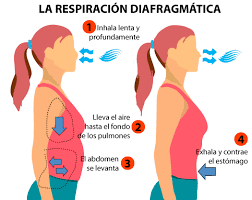 LA RESPIRACIÓN DIAFRAGMÁTICA
1 Inhala lenta y
profundamente
Lleva el aire
hasta el fondo
de los pulmones
2
El abdomen
se levanta
3
4
Exhala y contrae
el estómago